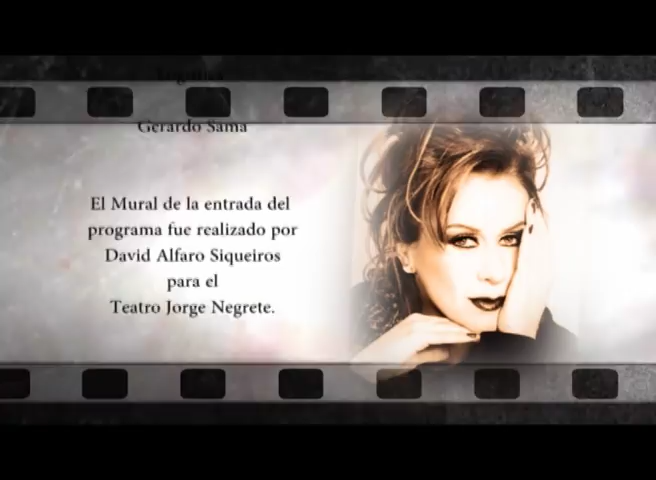 Gerardo Sama
El Mural de la entrada del
programa fue realizado por
David Alfaro Siqueiros
para el
Teatro Jorge Negrete.